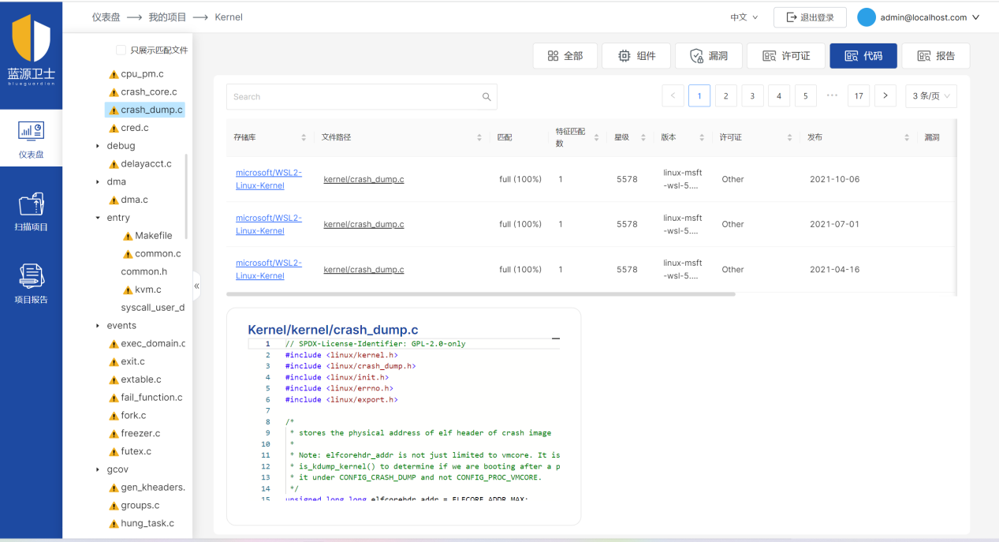 仪表盘 → 我的项目 → Kernel
中文
退出登录
admin@localhost.com
蓝源卫士
blueguardian
仪表盘
扫描项目
项目报告
只展示匹配文件
cpu_pm.c
crash_core.c
crash_dump.c
cred.c
debug
delayacct.c
dma
dma.c
entry
Makefile
common.c
common.h
kvm.c
syscall_user_d
events
exec_domain.c
exit.c
extable.c
fail_function.c
fork.c
freezer.c
futex.c
gcov
gen_kheaders.
groups.c
hung_task.c
«
全部
组件
漏洞
许可证
代码
报告
Search
< 1 2 3 4 5 ··· 17 >
3 条/页
存储库 文件路径 匹配 特征匹配数 星级 版本 许可证 发布 漏洞
microsoft/WSL2-Linux-Kernel kernel/crash_dump.c full (100%) 1 5578 linux-msft-wsl-5.... Other 2021-10-06
microsoft/WSL2-Linux-Kernel kernel/crash_dump.c full (100%) 1 5578 linux-msft-wsl-5.... Other 2021-07-01
microsoft/WSL2-Linux-Kernel kernel/crash_dump.c full (100%) 1 5578 linux-msft-wsl-5.... Other 2021-04-16
Kernel/kernel/crash_dump.c
1 // SPDX-License-Identifier: GPL-2.0-only
2 #include <linux/kernel.h>
3 #include <linux/crash_dump.h>
4 #include <linux/init.h>
5 #include <linux/errno.h>
6 #include <linux/export.h>
7
8 /*
9 * stores the physical address of elf header of crash image
10 *
11 * Note: elfcorehdr_addr is not just limited to vmcore. It is
12 * is_kdump_kernel() to determine if we are booting after a p
13 * it under CONFIG_CRASH_DUMP and not CONFIG_PROC_VMCORE.
14 */
15 unsigned long long elfcorehdr_addr = ELFCORE_ADDR_MAX;